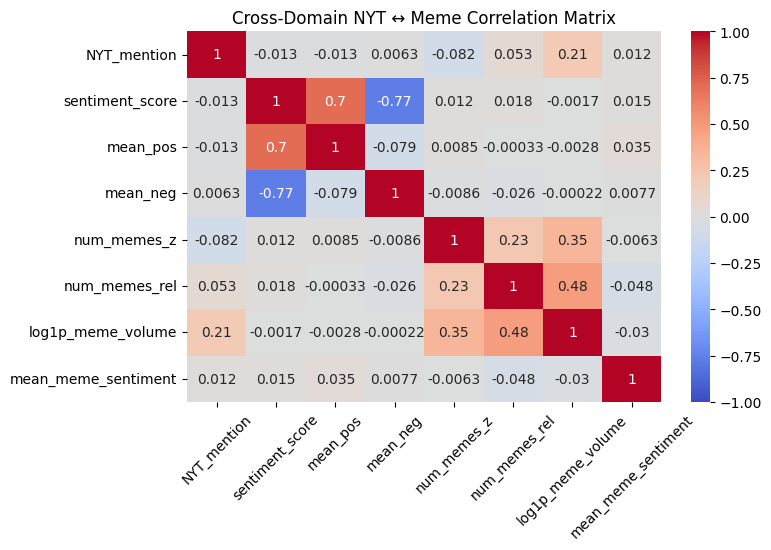 Cross-Domain NYT ↔ Meme Correlation Matrix
NYT_mention 1 -0.013 -0.013 0.0063 -0.082 0.053 0.21 0.012
sentiment_score -0.013 1 0.7 -0.77 0.012 0.018 -0.0017 0.015
mean_pos -0.013 0.7 1 -0.079 0.0085 -0.00033 -0.0028 0.035
mean_neg 0.0063 -0.77 -0.079 1 -0.0086 -0.026 -0.00022 0.0077
num_memes_z -0.082 0.012 0.0085 -0.0086 1 0.23 0.35 -0.0063
num_memes_rel 0.053 0.018 -0.00033 -0.026 0.23 1 0.48 -0.048
log1p_meme_volume 0.21 -0.0017 -0.0028 -0.00022 0.35 0.48 1 -0.03
mean_meme_sentiment 0.012 0.015 0.035 0.0077 -0.0063 -0.048 -0.03 1
NYT_mention
sentiment_score
mean_pos
mean_neg
num_memes_z
num_memes_rel
log1p_meme_volume
mean_meme_sentiment
1.00
0.75
0.50
0.25
0.00
−0.25
−0.50
−0.75
−1.00